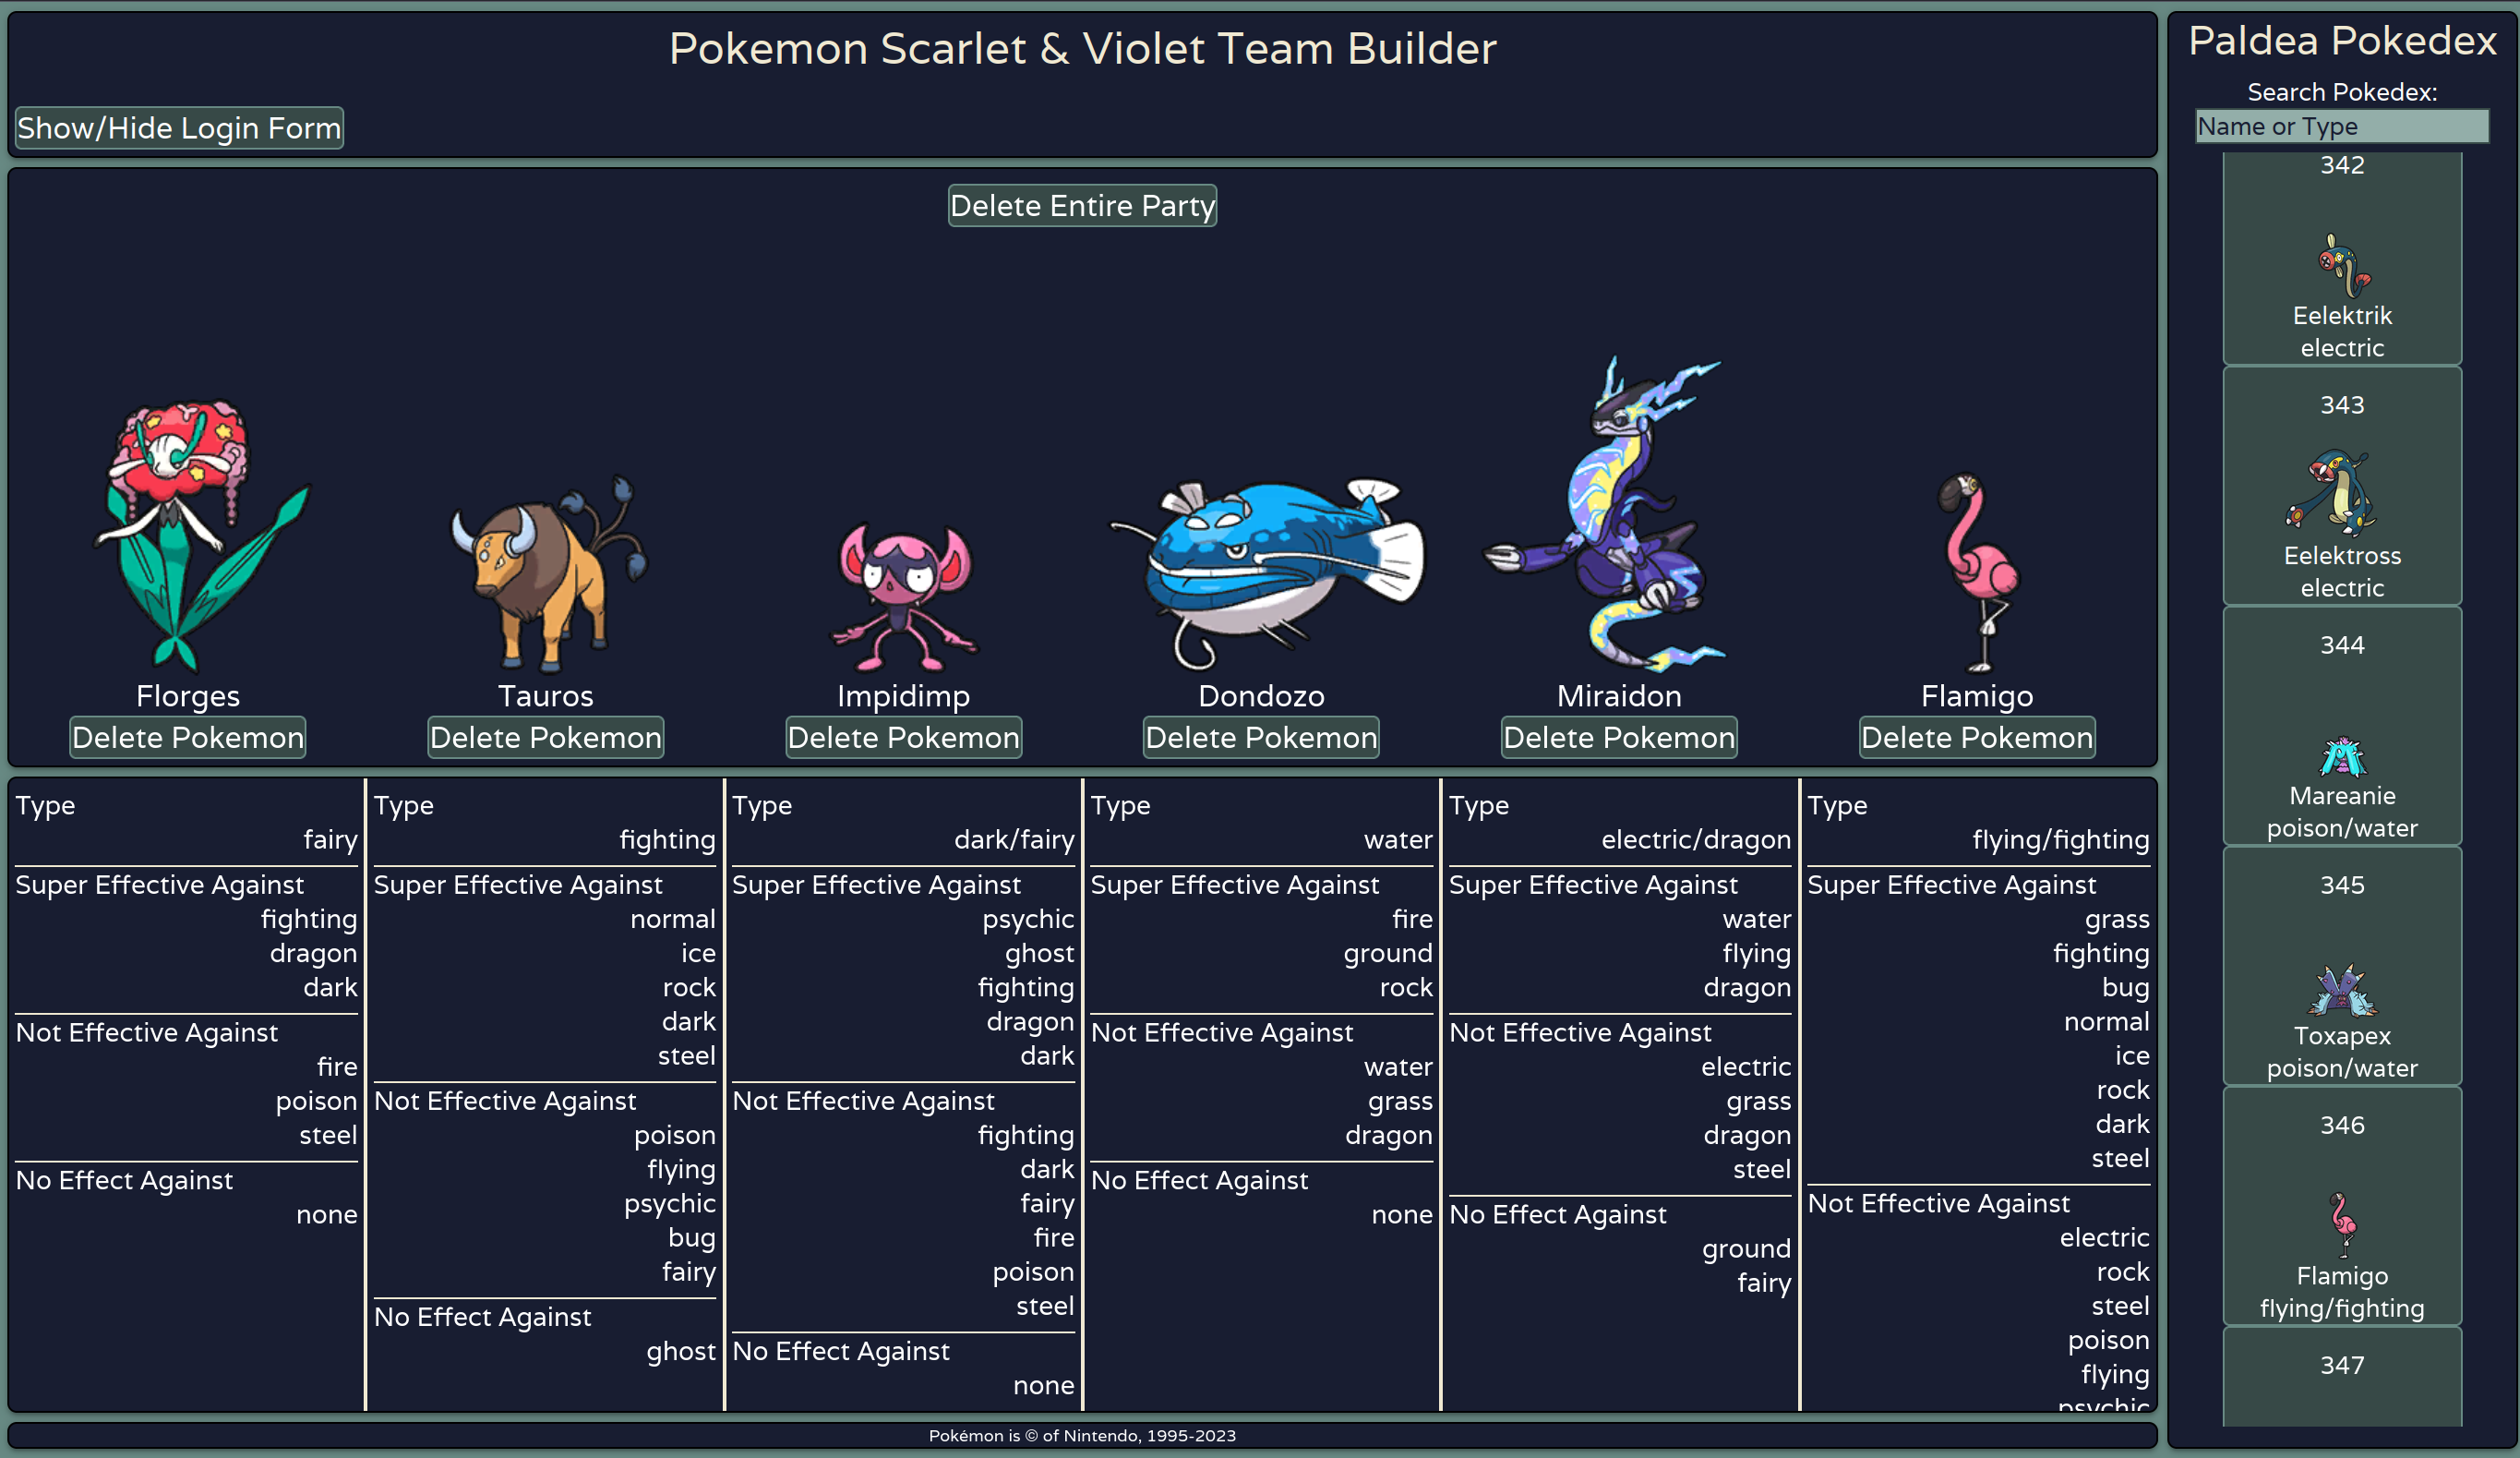 Pokemon Scarlet & Violet Team Builder
Show/Hide Login Form
Delete Entire Party
Florges
Delete Pokemon
Tauros
Delete Pokemon
Impidimp
Delete Pokemon
Dondozo
Delete Pokemon
Miraidon
Delete Pokemon
Flamigo
Delete Pokemon
Type
fairy
Super Effective Against
fighting
dragon
dark
Not Effective Against
fire
poison
steel
No Effect Against
none
Type
fighting
Super Effective Against
normal
ice
rock
dark
steel
Not Effective Against
poison
flying
psychic
bug
fairy
No Effect Against
ghost
Type
dark/fairy
Super Effective Against
psychic
ghost
fighting
dragon
dark
Not Effective Against
fighting
dark
fairy
fire
poison
steel
No Effect Against
none
Type
water
Super Effective Against
fire
ground
rock
Not Effective Against
water
grass
dragon
No Effect Against
none
Type
electric/dragon
Super Effective Against
water
flying
dragon
Not Effective Against
electric
grass
dragon
steel
No Effect Against
ground
fairy
Type
flying/fighting
Super Effective Against
grass
fighting
bug
normal
ice
rock
dark
steel
Not Effective Against
electric
rock
steel
poison
flying
psychic
Pokémon is © of Nintendo, 1995-2023
Paldea Pokedex
Search Pokedex:
Name or Type
342
Eelektrik
electric
343
Eelektross
electric
344
Mareanie
poison/water
345
Toxapex
poison/water
346
Flamigo
flying/fighting
347